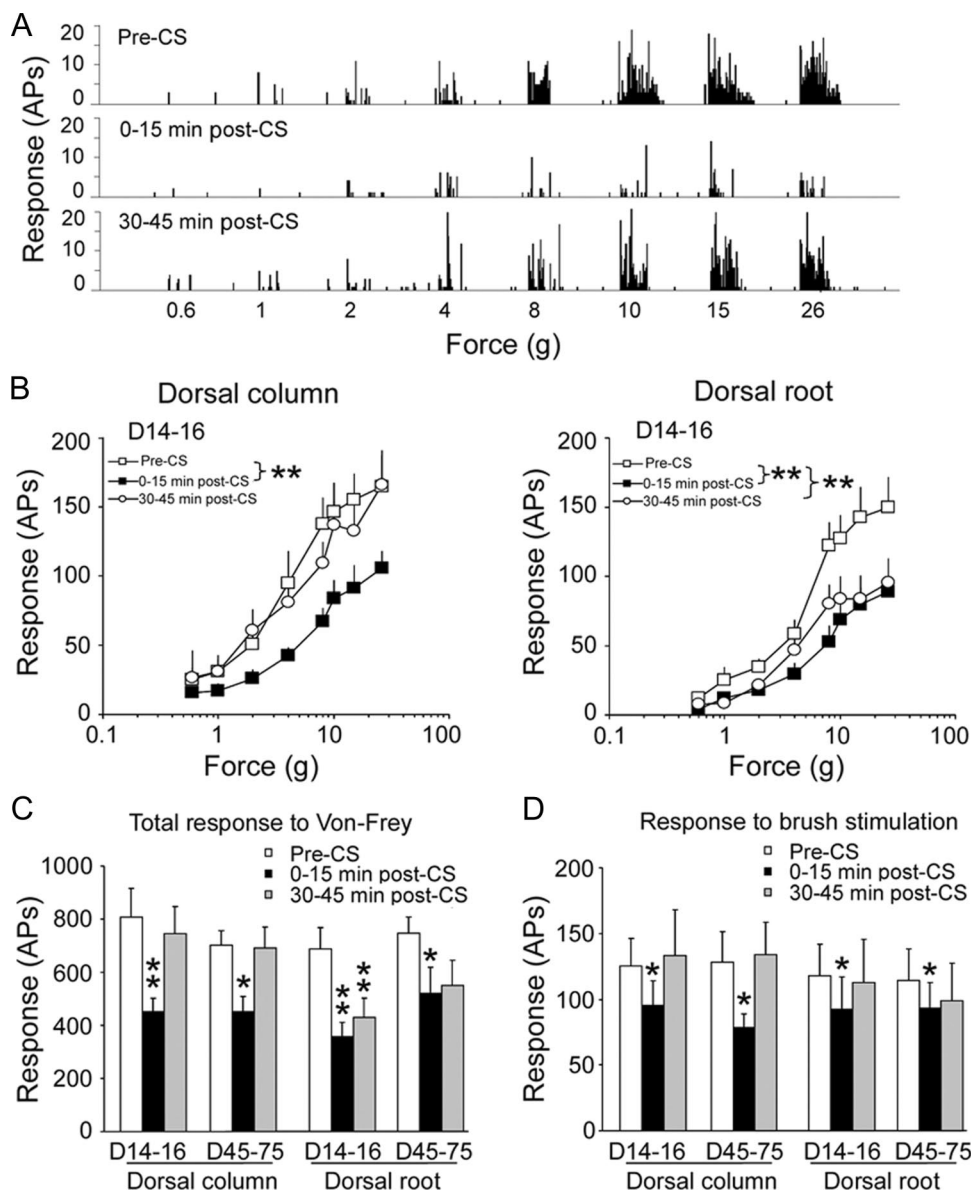 A
Pre-CS
20
10
0
0-15 min post-CS
20
10
0
30-45 min post-CS
20
10
0
Response (APs)
0.6 1 2 4 8 10 15 26
Force (g)
B
Dorsal column
D14-16
Pre-CS
0-15 min post-CS
30-45 min post-CS
**
200
150
100
50
0
Response (APs)
0.1 1 10 100
Force (g)
Dorsal root
D14-16
Pre-CS
0-15 min post-CS
30-45 min post-CS
** **
200
150
100
50
0
Response (APs)
0.1 1 10 100
Force (g)
C
Total response to Von-Frey
Pre-CS
0-15 min post-CS
30-45 min post-CS
1000
800
600
400
200
0
Response (APs)
** * ** ** *
D14-16 D45-75 D14-16 D45-75
Dorsal column Dorsal root
D
Response to brush stimulation
Pre-CS
0-15 min post-CS
30-45 min post-CS
200
150
100
50
0
Response (APs)
* * * *
D14-16 D45-75 D14-16 D45-75
Dorsal column Dorsal root